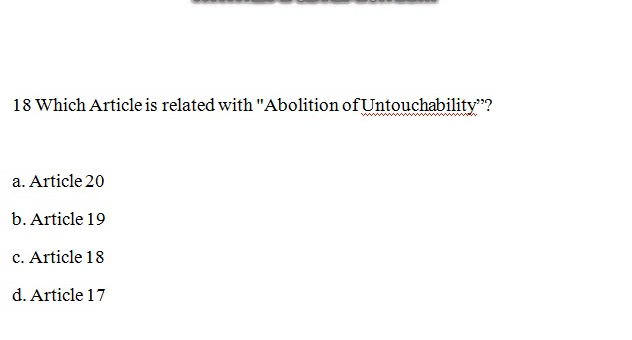 18 Which Article is related with "Abolition of Untouchability”?
a. Article 20
b. Article 19
c. Article 18
d. Article 17